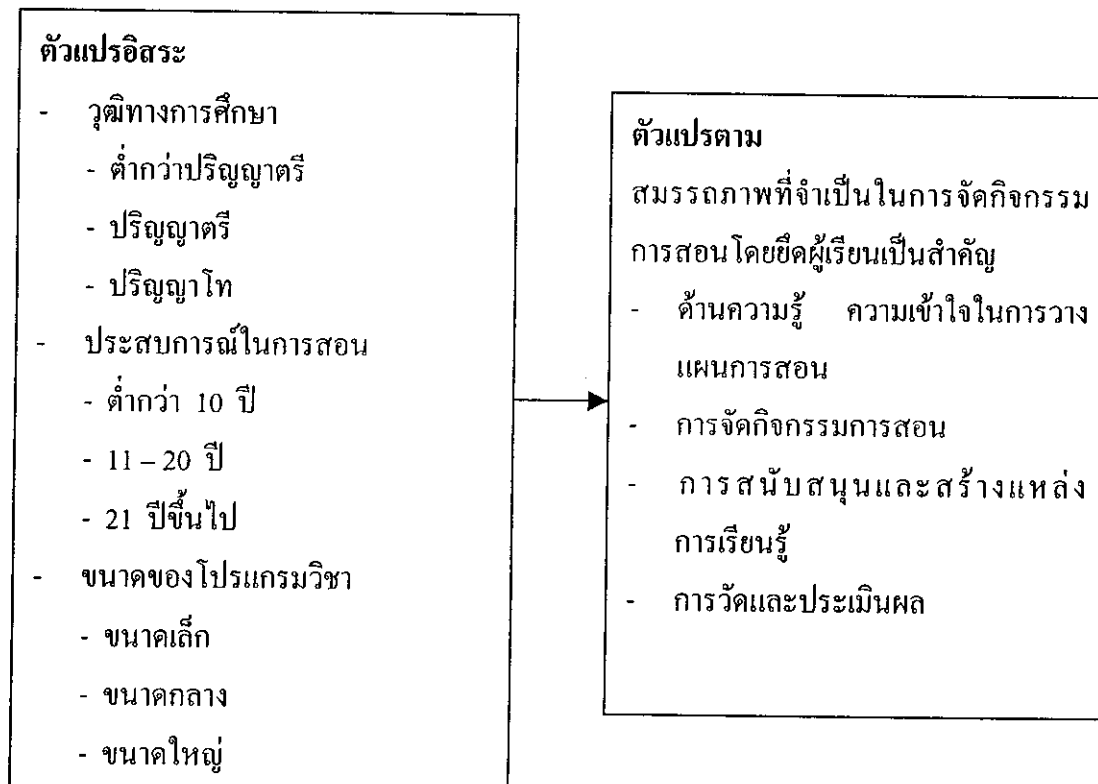 ตัวแปรอิสระ
- วุฒิทางการศึกษา
- ต่ำกว่าปริญญาตรี
- ปริญญาตรี
- ปริญญาโท
- ประสบการณ์ในการสอน
- ต่ำกว่า 10 ปี
- 11 – 20 ปี
- 21 ปีขึ้นไป
- ขนาดของโปรแกรมวิชา
- ขนาดเล็ก
- ขนาดกลาง
- ขนาดใหญ่
ตัวแปรตาม
สมรรถภาพที่จำเป็นในการจัดกิจกรรม
การสอนโดยยึดผู้เรียนเป็นสำคัญ
- ด้านความรู้ ความเข้าใจในการวาง
แผนการสอน
- การจัดกิจกรรมการสอน
- การสนับสนุนและสร้างแหล่ง
การเรียนรู้
- การวัดและประเมินผล